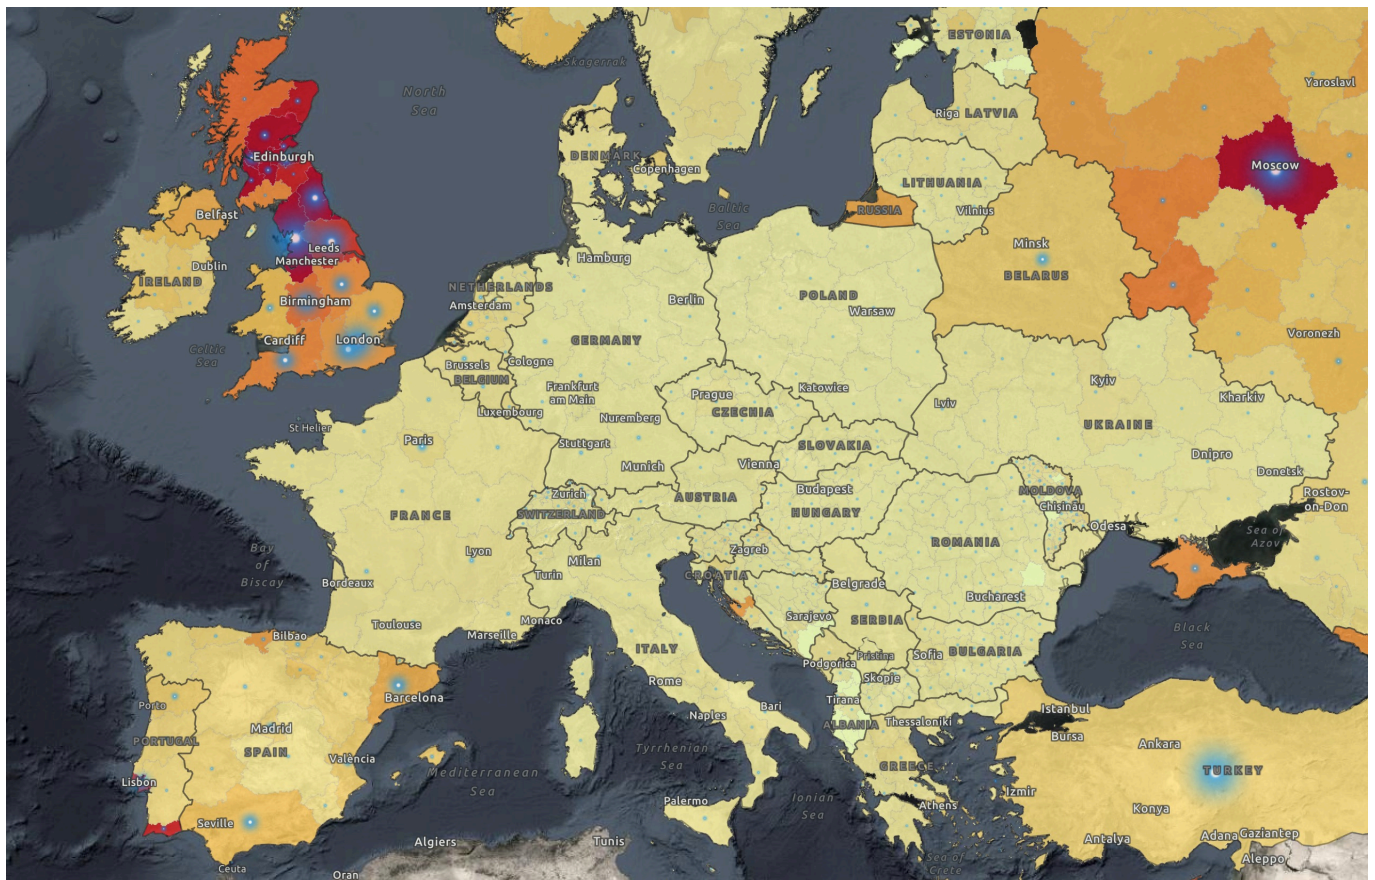 ESTONIA
Skagerrak
Yaroslavl
North
Sea
Riga
LATVIA
Edinburgh
DENMARK
Copenhagen
Moscow
LITHUANIA
Belfast
Baltic
Sea
RUSSIA
Vilnius
Leeds
Manchester
Dublin
IRELAND
Hamburg
Minsk
BELARUS
NETHERLANDS
Amsterdam
Birmingham
Berlin
POLAND
Warsaw
Voronezh
Cardiff
London
Celtic
Sea
GERMANY
Brussels
BELGIUM
Cologne
Frankfurt
am Main
Prague
Katowice
Kyiv
Kharkiv
Luxembourg
Nuremberg
CZECHIA
Lviv
UKRAINE
St Helier
Paris
Stuttgart
SLOVAKIA
Dnipro
Munich
Vienna
Donetsk
Zurich
SWITZERLAND
AUSTRIA
Budapest
HUNGARY
MOLDOVA
Chișinău
Rostov-
on-Don
FRANCE
Odesa
Sea of
Azov
Bay
of
Biscay
Lyon
Milan
Zagreb
ROMANIA
Bordeaux
Turin
CROATIA
Belgrade
Bucharest
Toulouse
Monaco
Marseille
Sarajevo
SERBIA
Black
Sea
Bilbao
ITALY
Podgorica
Pristina
Sofia
BULGARIA
Rome
Skopje
Porto
Barcelona
Tirana
Istanbul
Madrid
Naples
Bari
ALBANIA
Thessaloniki
Bursa
PORTUGAL
SPAIN
València
Tyrrhenian
Sea
Ankara
Lisbon
Mediterranean
Sea
GREECE
TURKEY
Seville
Palermo
Ionian
Sea
Athens
Izmir
Konya
Algiers
Tunis
Antalya
Adana
Gaziantep
Ceuta
Oran
Sea of
Crete
Aleppo